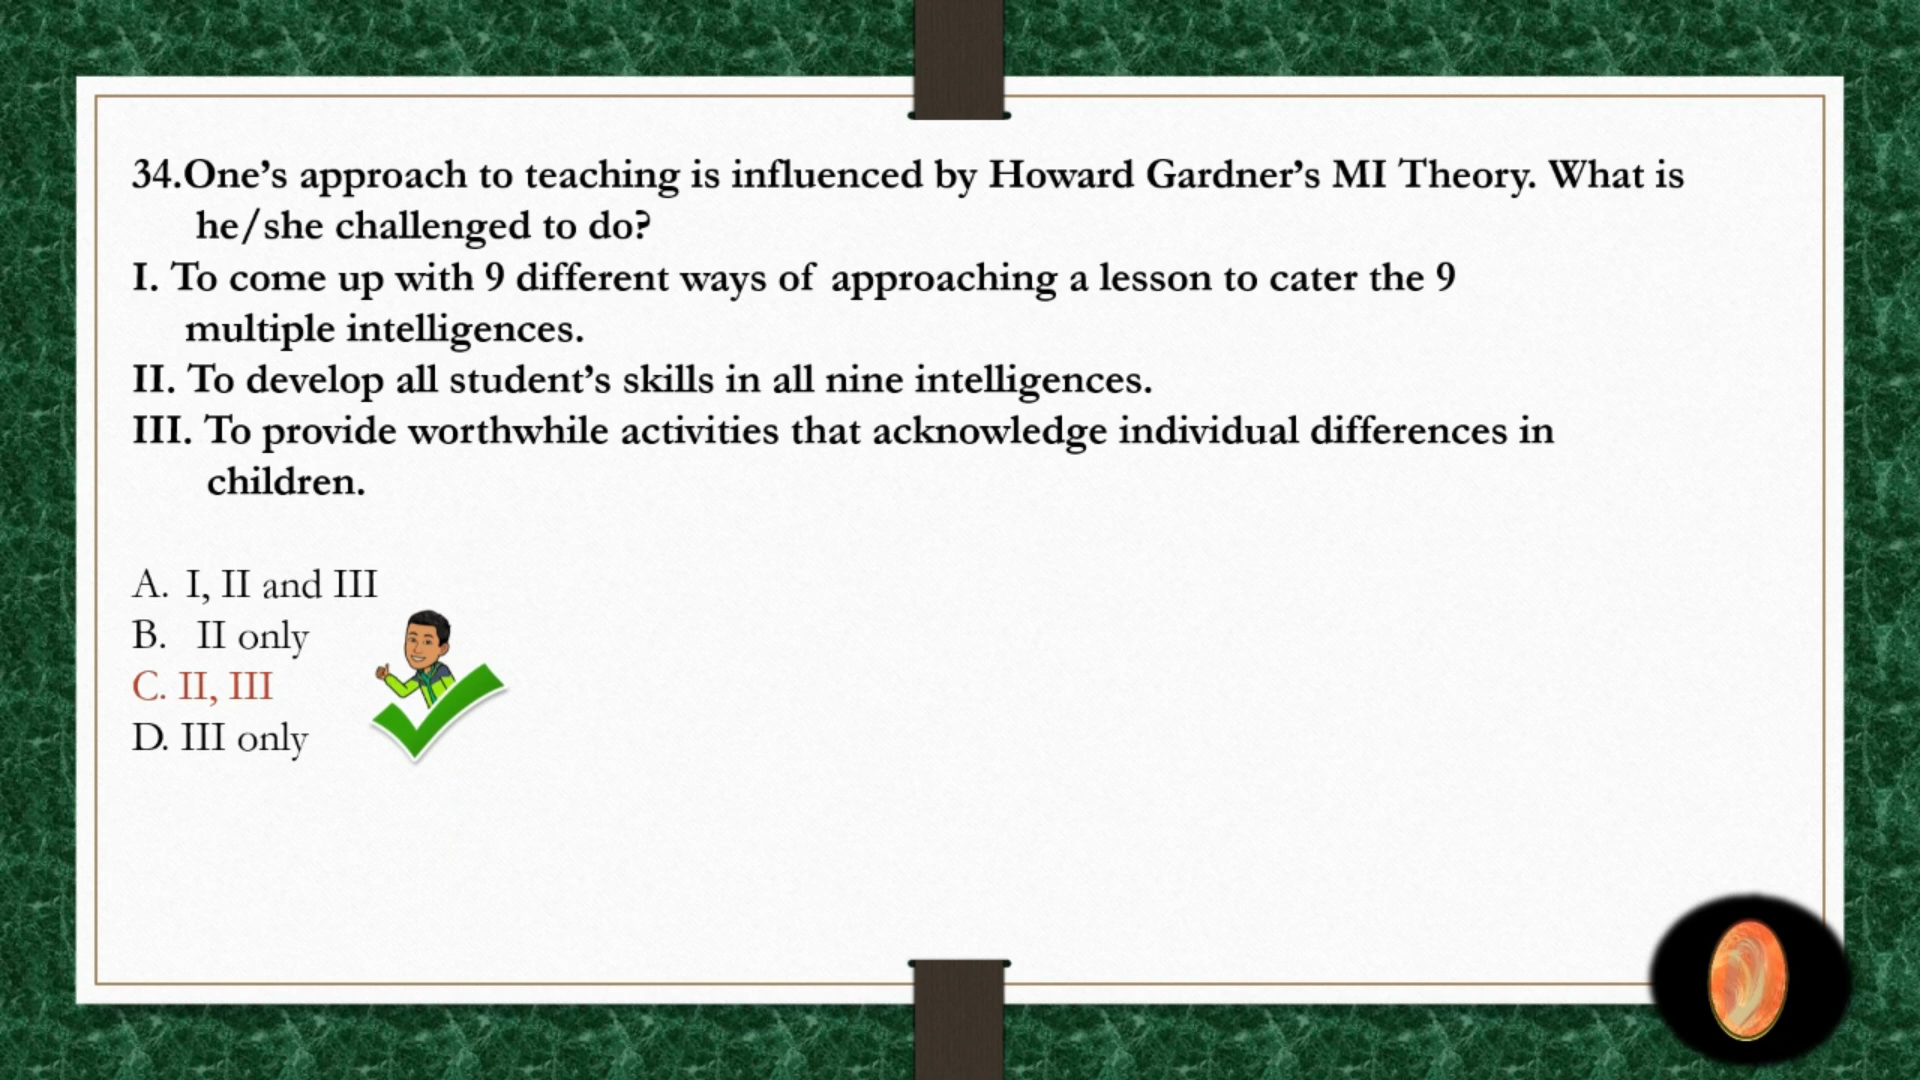 34.One’s approach to teaching is influenced by Howard Gardner’s MI Theory. What is
he/she challenged to do?
I. To come up with 9 different ways of approaching a lesson to cater the 9
multiple intelligences.
II. To develop all student’s skills in all nine intelligences.
III. To provide worthwhile activities that acknowledge individual differences in
children.
A. I, II and III
B. II only
C. II, III
D. III only